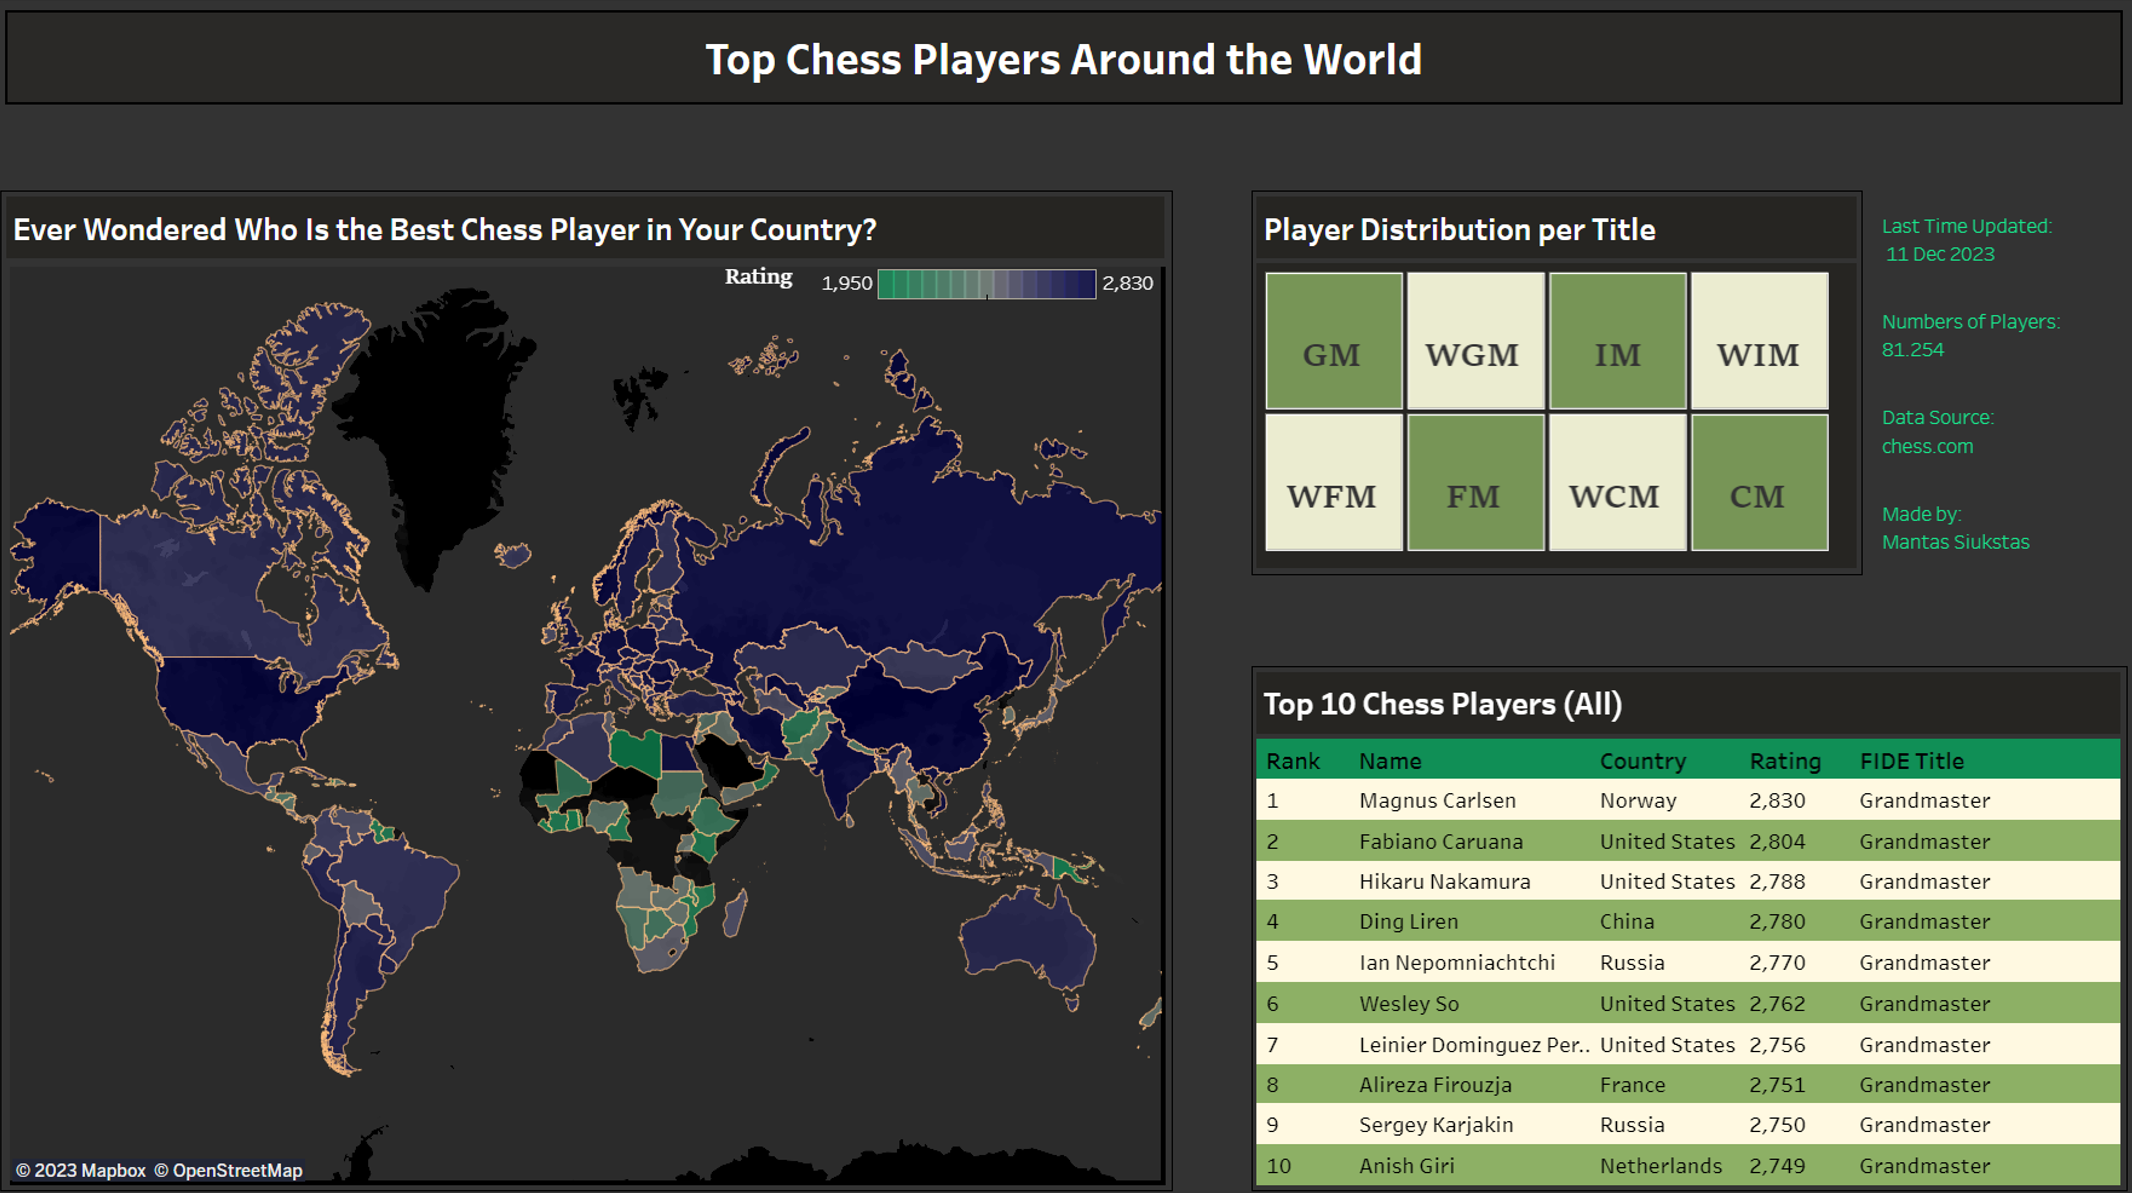 Top Chess Players Around the World
Ever Wondered Who Is the Best Chess Player in Your Country?
Rating 1,950 2,830
© 2023 Mapbox © OpenStreetMap
Player Distribution per Title
GM WGM IM WIM
WFM FM WCM CM
Last Time Updated:
11 Dec 2023
Numbers of Players:
81.254
Data Source:
chess.com
Made by:
Mantas Siukstas
Top 10 Chess Players (All)
Rank Name Country Rating FIDE Title
1 Magnus Carlsen Norway 2,830 Grandmaster
2 Fabiano Caruana United States 2,804 Grandmaster
3 Hikaru Nakamura United States 2,788 Grandmaster
4 Ding Liren China 2,780 Grandmaster
5 Ian Nepomniachtchi Russia 2,770 Grandmaster
6 Wesley So United States 2,762 Grandmaster
7 Leinier Dominguez Per.. United States 2,756 Grandmaster
8 Alireza Firouzja France 2,751 Grandmaster
9 Sergey Karjakin Russia 2,750 Grandmaster
10 Anish Giri Netherlands 2,749 Grandmaster